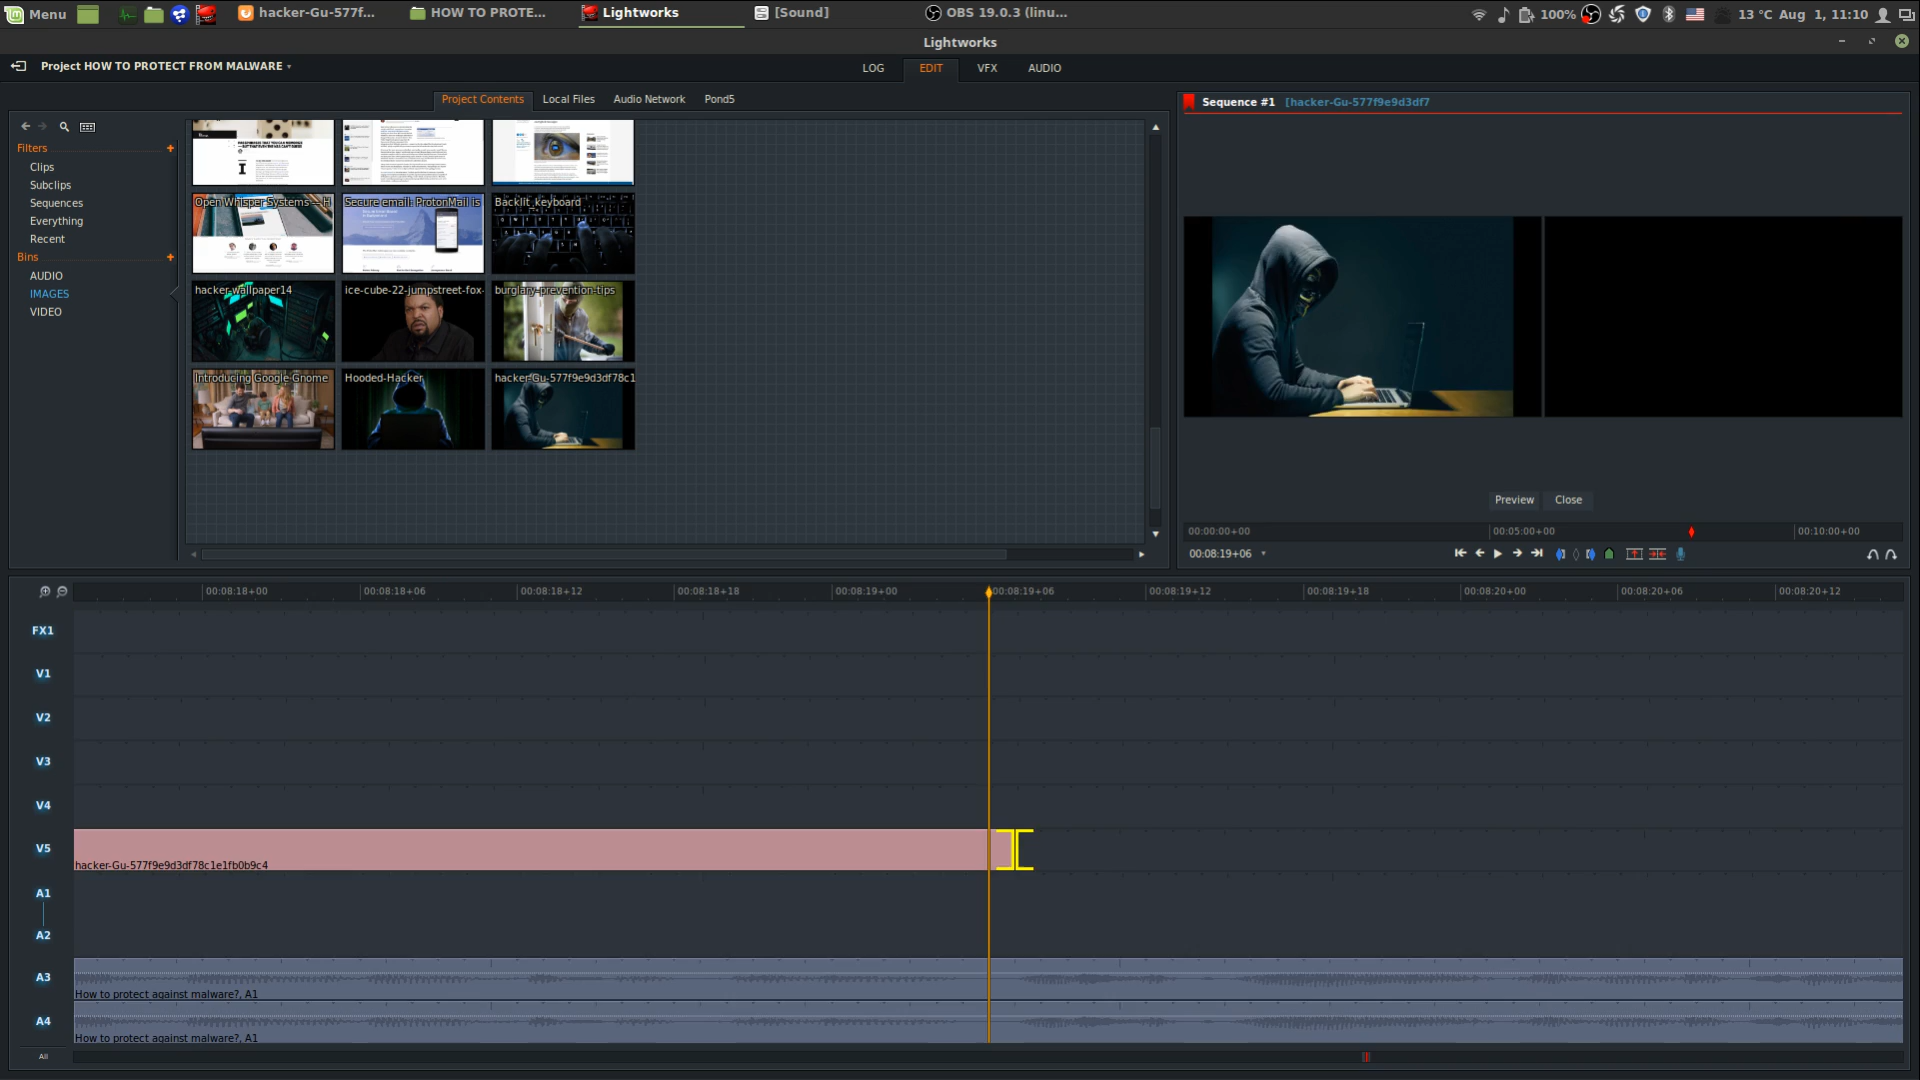 Menu hacker-Gu-577f... HOW TO PROTE... Lightworks [Sound] OBS 19.0.3 (linu... 100% 13 °C Aug 1, 11:10
Lightworks
Project HOW TO PROTECT FROM MALWARE
LOG EDIT VFX AUDIO
Project Contents Local Files Audio Network Pond5
Sequence #1 [hacker-Gu-577f9e9d3df7
Filters +
Clips
Subclips
Sequences
Everything
Recent
Bins +
AUDIO
IMAGES
VIDEO
Open Whisper Systems — H
Secure email: ProtonMail is
Backlit_keyboard
hacker-wallpaper14
ice-cube-22-jumpstreet-fox-
burglary-prevention-tips
Introducing Google Gnome
Hooded-Hacker
hacker-Gu-577f9e9d3df78c1
Preview Close
00:00:00+00 00:05:00+00 00:10:00+00
00:08:19+06
00:08:18+00 00:08:18+06 00:08:18+12 00:08:18+18 00:08:19+00 00:08:19+06 00:08:19+12 00:08:19+18 00:08:20+00 00:08:20+06 00:08:20+12
FX1
V1
V2
V3
V4
V5
hacker-Gu-577f9e9d3df78c1e1fb0b9c4
A1
A2
A3
How to protect against malware?, A1
A4
How to protect against malware?, A1
All